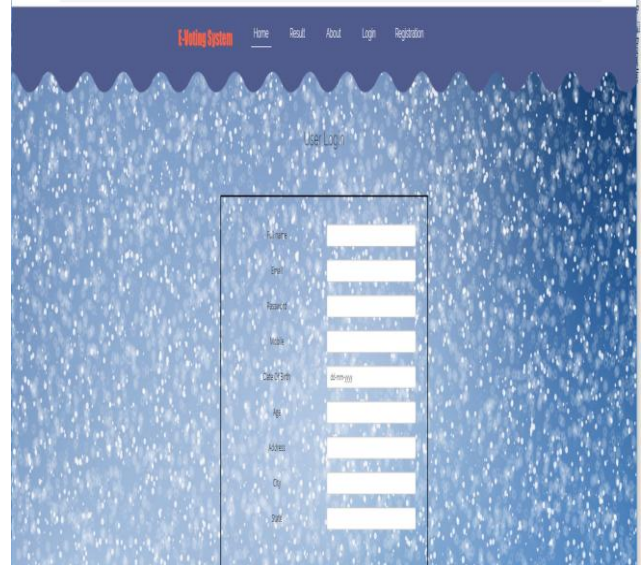 E-Voting System Home Result About Login Registration
User Login
Full name
Email
Password
Mobile
Date Of Birth dd-mm-yyyy
Age
Address
City
State